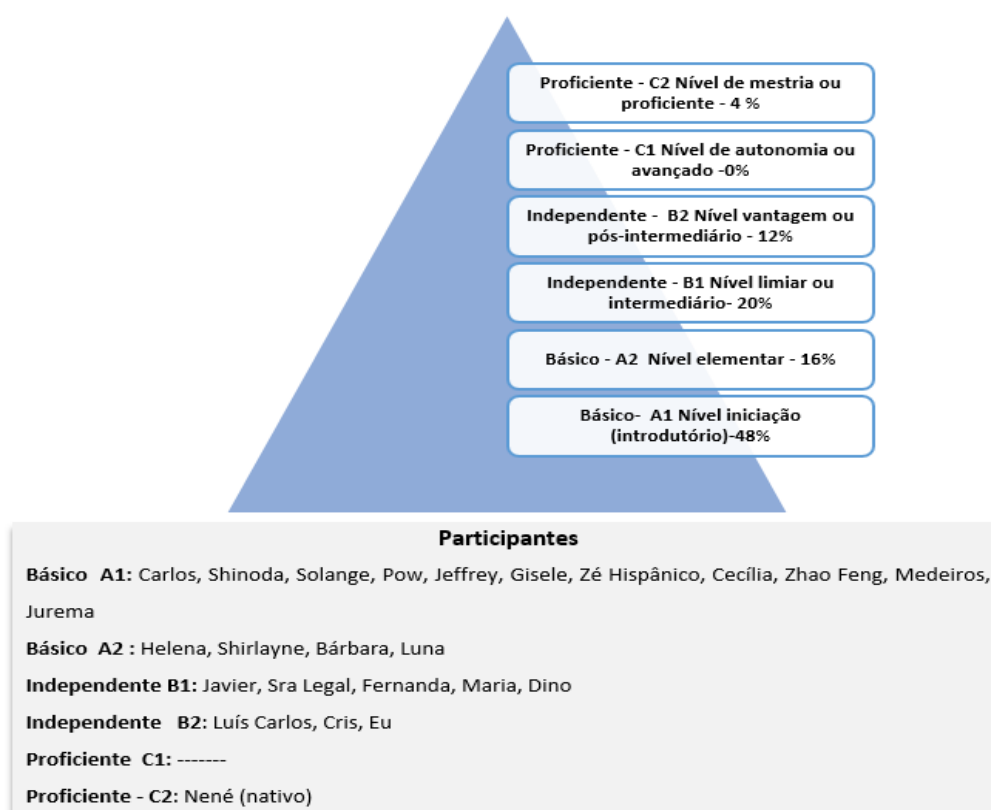 Proficiente - C2 Nível de mestria ou
proficiente - 4 %
Proficiente - C1 Nível de autonomia ou
avançado -0%
Independente -  B2 Nível vantagem ou
pós-intermediário - 12%
Independente - B1 Nível limiar ou
intermediário- 20%
Básico - A2  Nível elementar - 16%
Básico-  A1 Nível iniciação
(introdutório)-48%
Participantes
Básico  A1: Carlos, Shinoda, Solange, Pow, Jeffrey, Gisele, Zé Hispânico, Cecília, Zhao Feng, Medeiros,
Jurema
Básico  A2 : Helena, Shirlayne, Bárbara, Luna
Independente B1: Javier, Sra Legal, Fernanda, Maria, Dino
Independente   B2: Luís Carlos, Cris, Eu
Proficiente  C1: -------
Proficiente - C2: Nené (nativo)